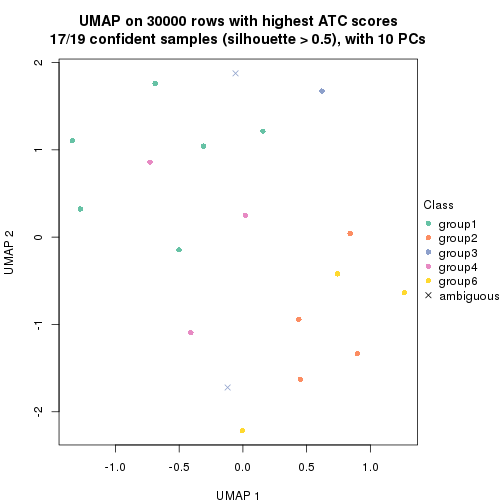 UMAP on 30000 rows with highest ATC scores
17/19 confident samples (silhouette > 0.5), with 10 PCs
2
1
0
-1
-2
UMAP 2
-1.0
-0.5
0.0
0.5
1.0
UMAP 1
Class
group1
group2
group3
group4
group6
ambiguous